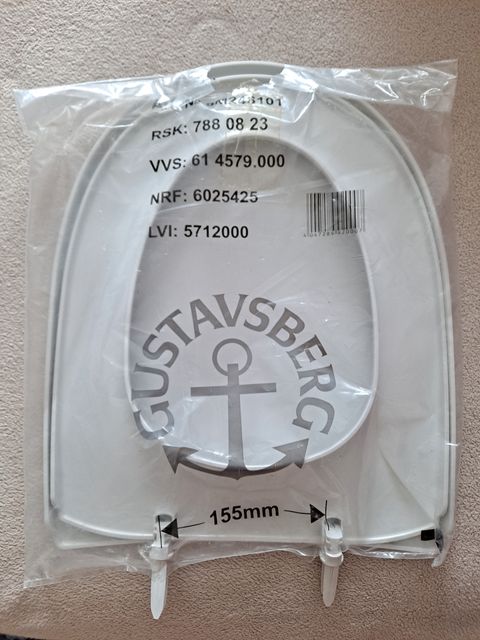 RSK: 788 08 23
VVS: 61 4579.000
NRF: 6025425
LVI: 5712000
GUSTAVSBERG
155mm